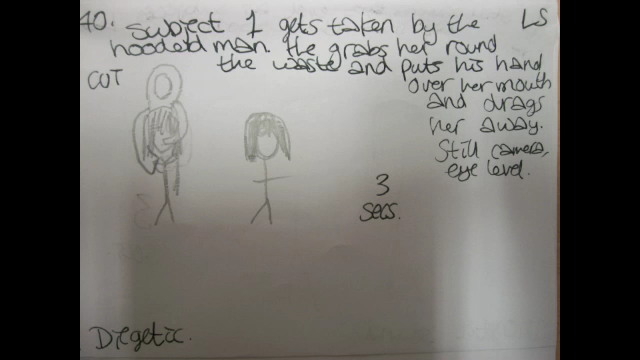 40. Subject 1 gets taken by the LS
hooded man. He grabs her round
the waste and puts his hand
CUT
over her mouth
and drags
her away.
Still camera,
eye level.
3
secs.
Diegetic.